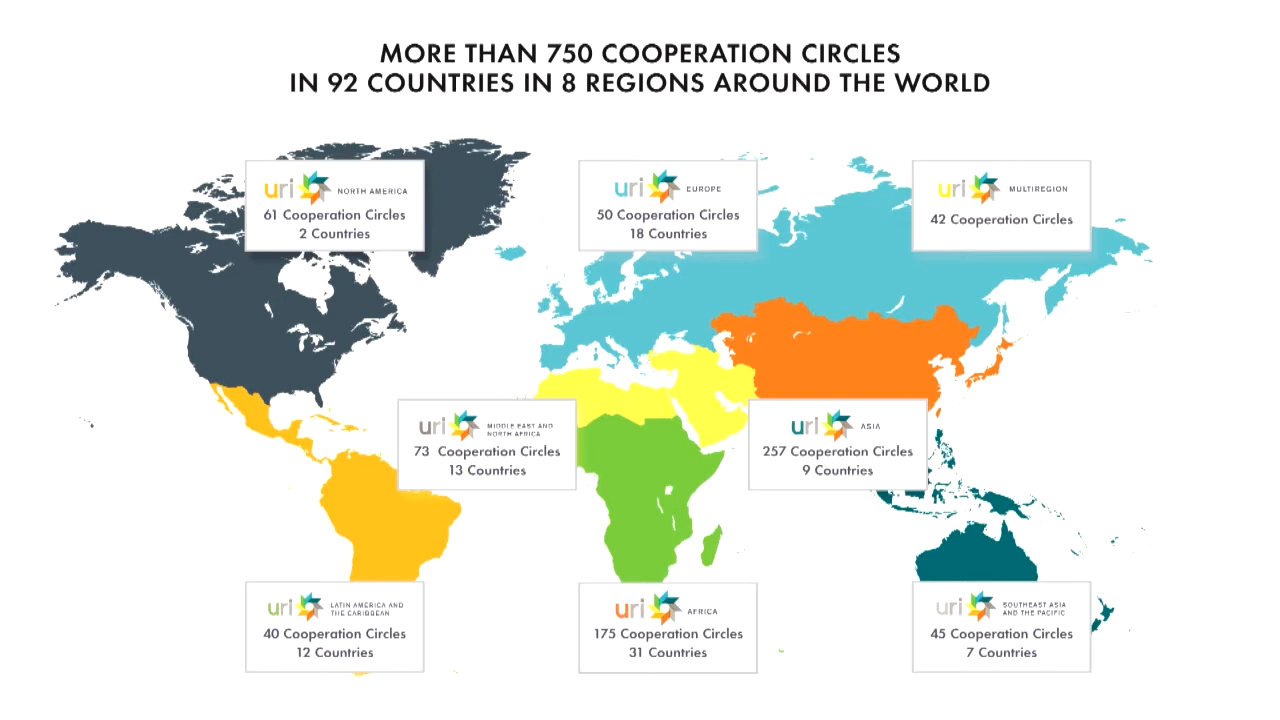 MORE THAN 750 COOPERATION CIRCLES
IN 92 COUNTRIES IN 8 REGIONS AROUND THE WORLD
uri NORTH AMERICA
61 Cooperation Circles
2 Countries
uri EUROPE
50 Cooperation Circles
18 Countries
uri MULTIREGION
42 Cooperation Circles
uri MIDDLE EAST AND
NORTH AFRICA
73 Cooperation Circles
13 Countries
uri ASIA
257 Cooperation Circles
9 Countries
uri LATIN AMERICA AND
THE CARIBBEAN
40 Cooperation Circles
12 Countries
uri AFRICA
175 Cooperation Circles
31 Countries
uri SOUTHEAST ASIA
AND THE PACIFIC
45 Cooperation Circles
7 Countries